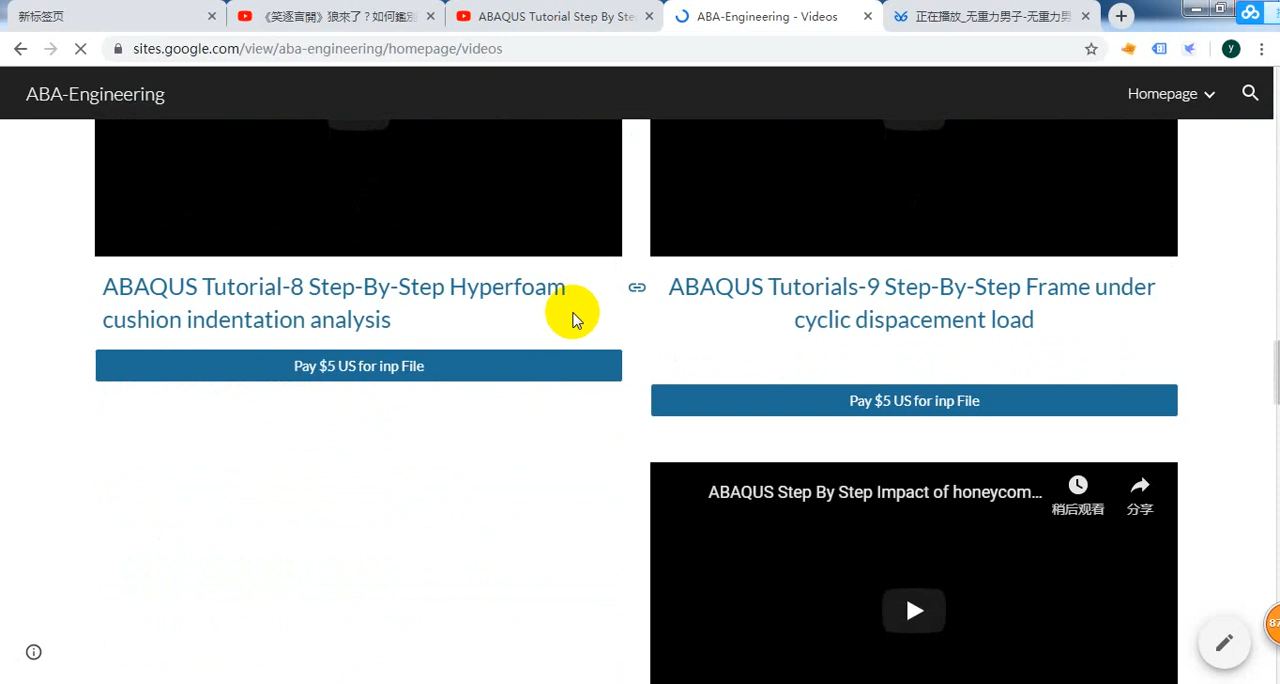 新标签页
《笑逐言開》狼來了？如何鑑別
ABAQUS Tutorial Step By Ste
ABA-Engineering - Videos
正在播放_无重力男子-无重力男
sites.google.com/view/aba-engineering/homepage/videos
y
ABA-Engineering
Homepage
ABAQUS Tutorial-8 Step-By-Step Hyperfoam
cushion indentation analysis
Pay $5 US for inp File
ABAQUS Tutorials-9 Step-By-Step Frame under
cyclic dispacement load
Pay $5 US for inp File
ABAQUS Step By Step Impact of honeycom...
稍后观看
分享
87